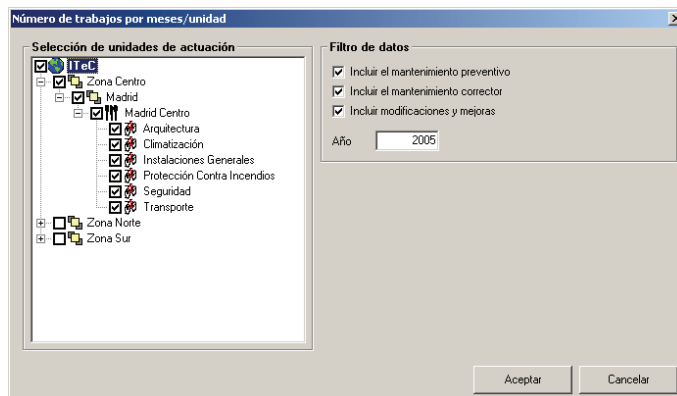 Número de trabajos por meses/unidad
Selección de unidades de actuación
ITeC
Zona Centro
Madrid
Madrid Centro
Arquitectura
Climatización
Instalaciones Generales
Protección Contra Incendios
Seguridad
Transporte
Zona Norte
Zona Sur
Filtro de datos
Incluir el mantenimiento preventivo
Incluir el mantenimiento corrector
Incluir modificaciones y mejoras
Año 2005
Aceptar Cancelar